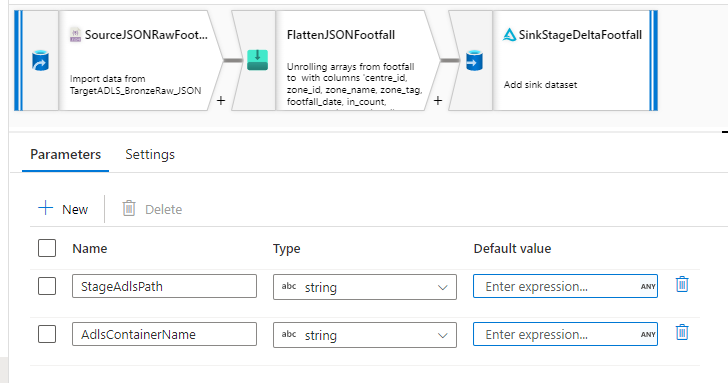 SourceJSONRawFoot...
Import data from
TargetADLS_BronzeRaw_JSON
+
FlattenJSONFootfall
Unrolling arrays from footfall
to with columns 'centre_id,
zone_id, zone_name, zone_tag,
footfall_date, in_count,
+
SinkStageDeltaFootfall
Add sink dataset
Parameters Settings
+ New Delete
Name Type Default value
StageAdlsPath abc string Enter expression... ANY
AdlsContainerName abc string Enter expression... ANY